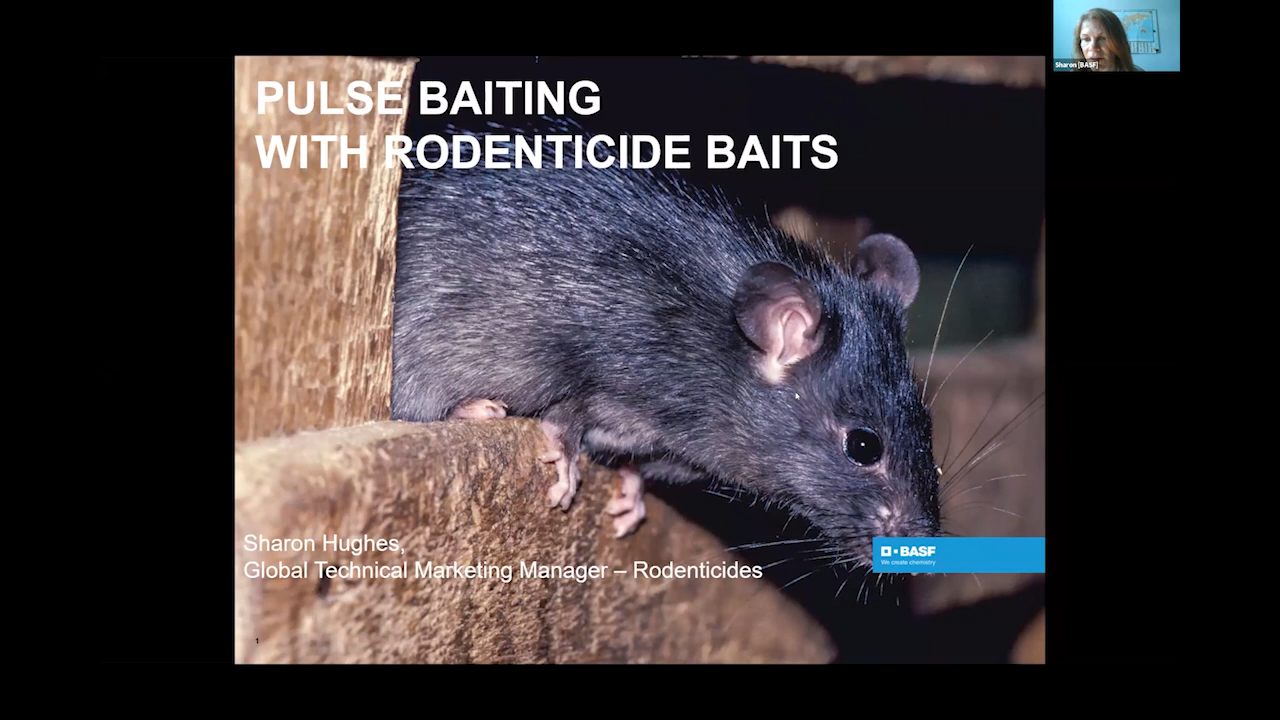 Sharon [BASF]
PULSE BAITING
WITH RODENTICIDE BAITS
Sharon Hughes,
Global Technical Marketing Manager – Rodenticides
BASF
We create chemistry
1